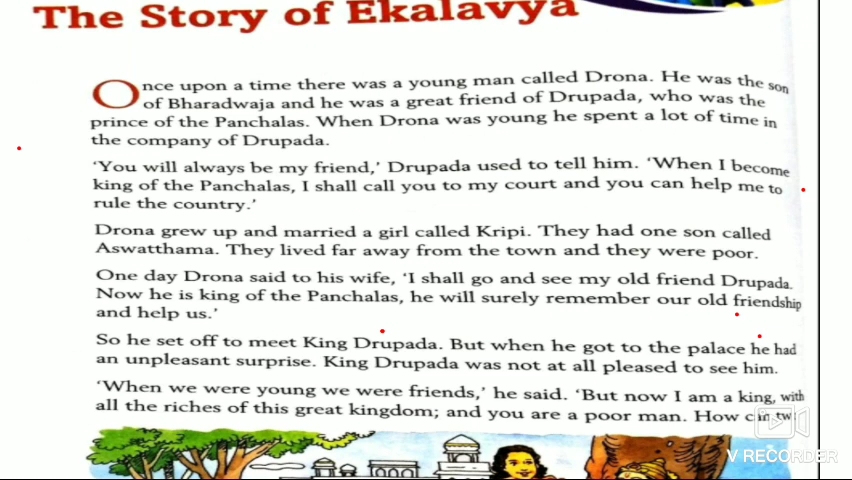 The Story of Ekalavya
Once upon a time there was a young man called Drona. He was the son
of Bharadwaja and he was a great friend of Drupada, who was the
prince of the Panchalas. When Drona was young he spent a lot of time in
the company of Drupada.
'You will always be my friend,' Drupada used to tell him. 'When I become
king of the Panchalas, I shall call you to my court and you can help me to
rule the country.'
Drona grew up and married a girl called Kripi. They had one son called
Aswatthama. They lived far away from the town and they were poor.
One day Drona said to his wife, 'I shall go and see my old friend Drupada.
Now he is king of the Panchalas, he will surely remember our old friendship
and help us.'
So he set off to meet King Drupada. But when he got to the palace he had
an unpleasant surprise. King Drupada was not at all pleased to see him.
'When we were young we were friends,' he said. 'But now I am a king, with
all the riches of this great kingdom; and you are a poor man. How can
V RECORDER